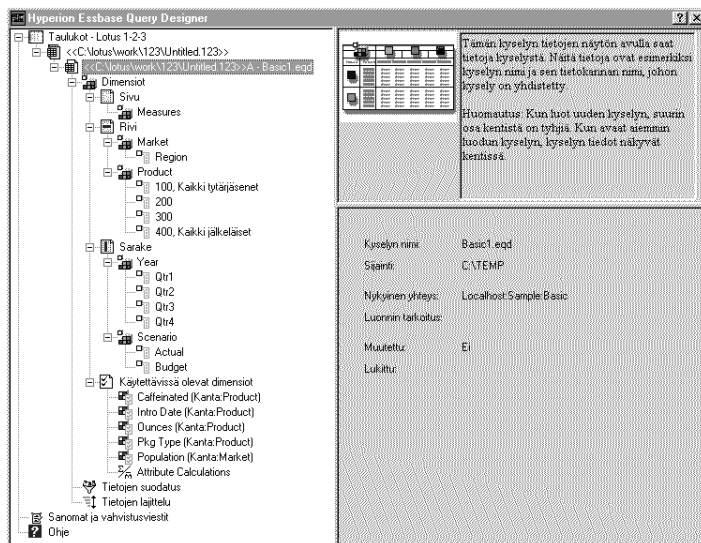 Hyperion Essbase Query Designer
Taulukot - Lotus 1-2-3
<<C:\lotus\work\123\Untitled.123>>
<<C:\lotus\work\123\Untitled.123>>A - Basic1.eqd
Dimensiot
Sivu
Measures
Rivi
Market
Region
Product
100, Kaikki tytärjäsenet
200
300
400, Kaikki jälkeläiset
Sarake
Year
Qtr1
Qtr2
Qtr3
Qtr4
Scenario
Actual
Budget
Käytettävissä olevat dimensiot
Caffeinated (Kanta:Product)
Intro Date (Kanta:Product)
Ounces (Kanta:Product)
Pkg Type (Kanta:Product)
Population (Kanta:Market)
Attribute Calculations
Tietojen suodatus
Tietojen lajittelu
Sanomat ja vahvistusviestit
Ohje
Tämän kyselyn tietojen näytön avulla saat
tietoja kyselystä. Näitä tietoja ovat esimerkiksi
kyselyn nimi ja sen tietokannan nimi, johon
kysely on yhdistetty.
Huomautus: Kun luot uuden kyselyn, suurin
osa kentistä on tyhjiä. Kun avaat aiemmin
luodun kyselyn, kyselyn tiedot näkyvät
kentissä.
Kyselyn nimi: Basic1.eqd
Sijainti: C:\TEMP
Nykyinen yhteys: Localhost:Sample:Basic
Luonnin tarkoitus:
Muutettu: Ei
Lukittu: